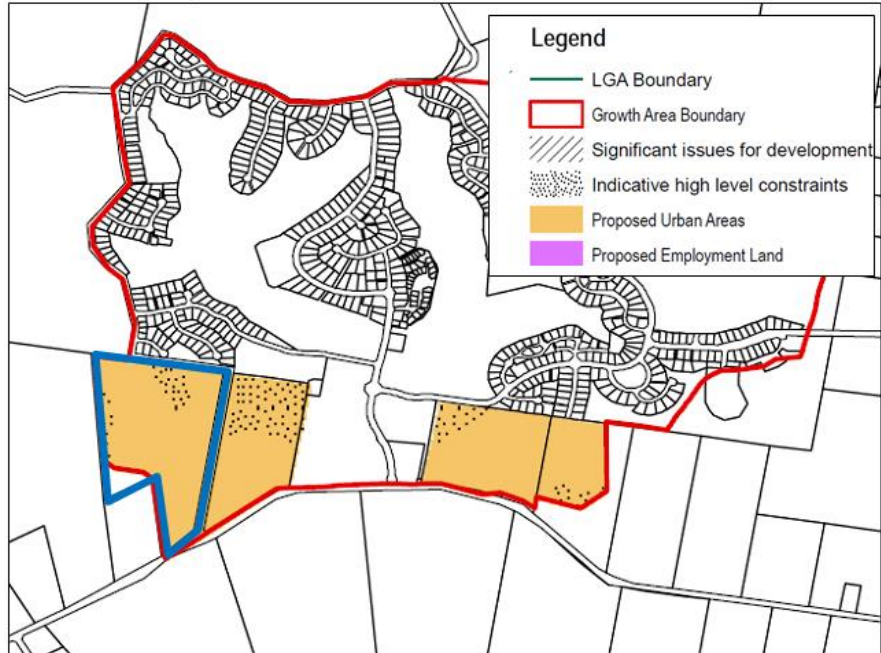 Legend
LGA Boundary
Growth Area Boundary
Significant issues for development
Indicative high level constraints
Proposed Urban Areas
Proposed Employment Land